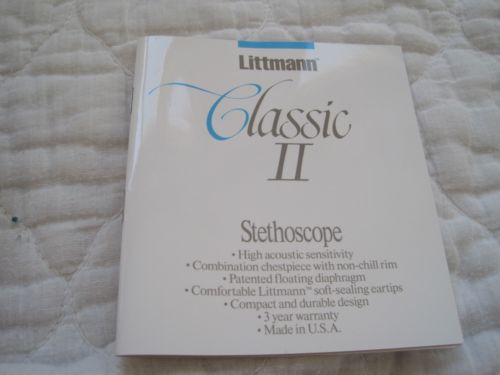 Littmann™
Classic
II
Stethoscope
• High acoustic sensitivity
• Combination chestpiece with non-chill rim
• Patented floating diaphragm
• Comfortable Littmann™ soft-sealing eartips
• Compact and durable design
• 3 year warranty
• Made in U.S.A.